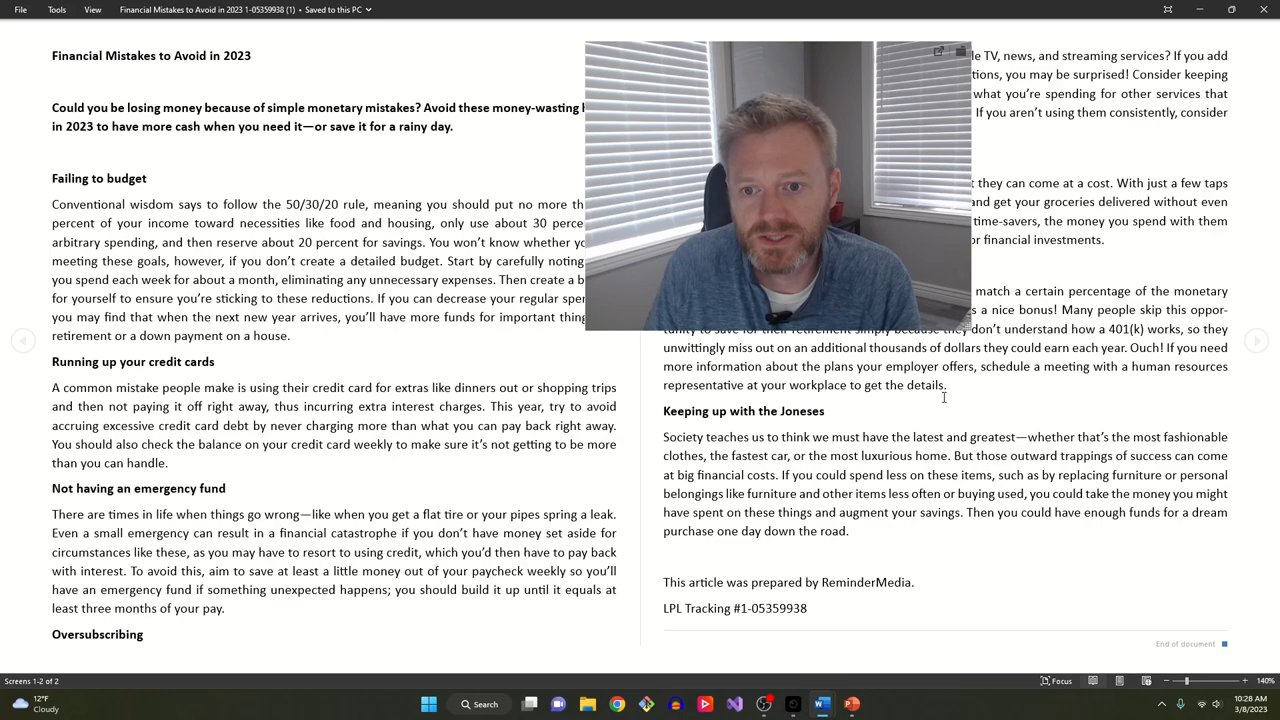 File Tools View Financial Mistakes to Avoid in 2023 1-05359938 (1) • Saved to this PC
Financial Mistakes to Avoid in 2023
Could you be losing money because of simple monetary mistakes? Avoid these money-wasting
in 2023 to have more cash when you need it—or save it for a rainy day.
Failing to budget
Conventional wisdom says to follow the 50/30/20 rule, meaning you should put no more
percent of your income toward necessities like food and housing, only use about 30
arbitrary spending, and then reserve about 20 percent for savings. You won’t know whether
meeting these goals, however, if you don’t create a detailed budget. Start by carefully noting
you spend each week for about a month, eliminating any unnecessary expenses. Then create a
for yourself to ensure you’re sticking to these reductions. If you can decrease your regular
you may find that when the next new year arrives, you’ll have more funds for important
retirement or a down payment on a house.
Running up your credit cards
A common mistake people make is using their credit card for extras like dinners out or shopping trips
and then not paying it off right away, thus incurring extra interest charges. This year, try to avoid
accruing excessive credit card debt by never charging more than what you can pay back right away.
You should also check the balance on your credit card weekly to make sure it’s not getting to be more
than you can handle.
Not having an emergency fund
There are times in life when things go wrong—like when you get a flat tire or your pipes spring a leak.
Even a small emergency can result in a financial catastrophe if you don’t have money set aside for
circumstances like these, as you may have to resort to using credit, which you’d then have to pay back
with interest. To avoid this, aim to save at least a little money out of your paycheck weekly so you’ll
have an emergency fund if something unexpected happens; you should build it up until it equals at
least three months of your pay.
Oversubscribing
TV, news, and streaming services? If you add
you may be surprised! Consider keeping
what you’re spending for other services that
If you aren’t using them consistently, consider
they can come at a cost. With just a few taps
and get your groceries delivered without even
time-savers, the money you spend with them
or financial investments.
match a certain percentage of the monetary
a nice bonus! Many people skip this oppor-
tunity to save for their retirement simply because they don’t understand how a 401(k) works, so they
unwittingly miss out on an additional thousands of dollars they could earn each year. Ouch! If you need
more information about the plans your employer offers, schedule a meeting with a human resources
representative at your workplace to get the details.
Keeping up with the Joneses
Society teaches us to think we must have the latest and greatest—whether that’s the most fashionable
clothes, the fastest car, or the most luxurious home. But those outward trappings of success can come
at big financial costs. If you could spend less on these items, such as by replacing furniture or personal
belongings like furniture and other items less often or buying used, you could take the money you might
have spent on these things and augment your savings. Then you could have enough funds for a dream
purchase one day down the road.
This article was prepared by ReminderMedia.
LPL Tracking #1-05359938
End of document
Screens 1-2 of 2 Focus 140%
12°F
Cloudy
Search
10:28 AM
3/8/2023